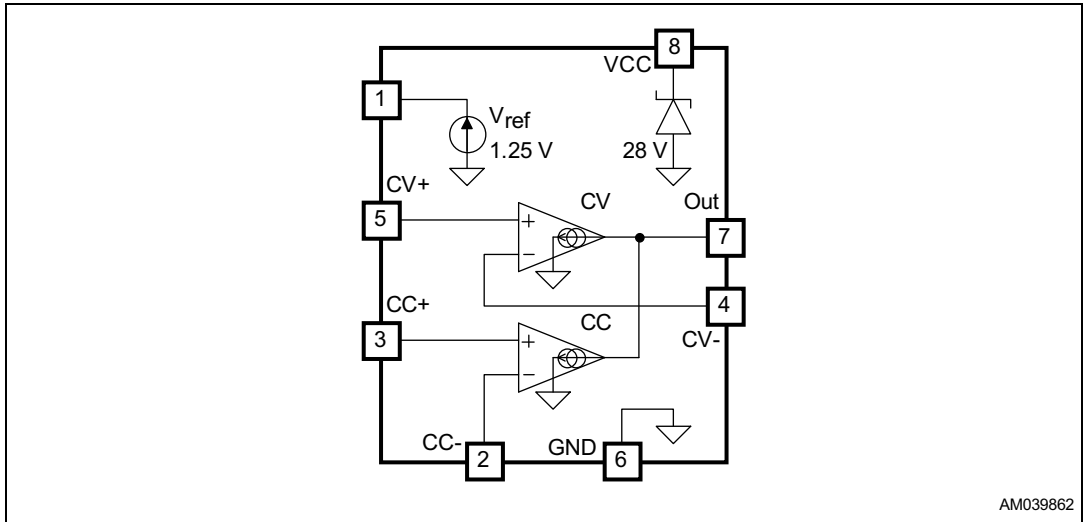 8
VCC
1
Vref
1.25 V
28 V
CV+
CV
Out
5
+
7
−
CC+
4
CC
CV-
3
+
−
CC-
GND
2
6
AM039862